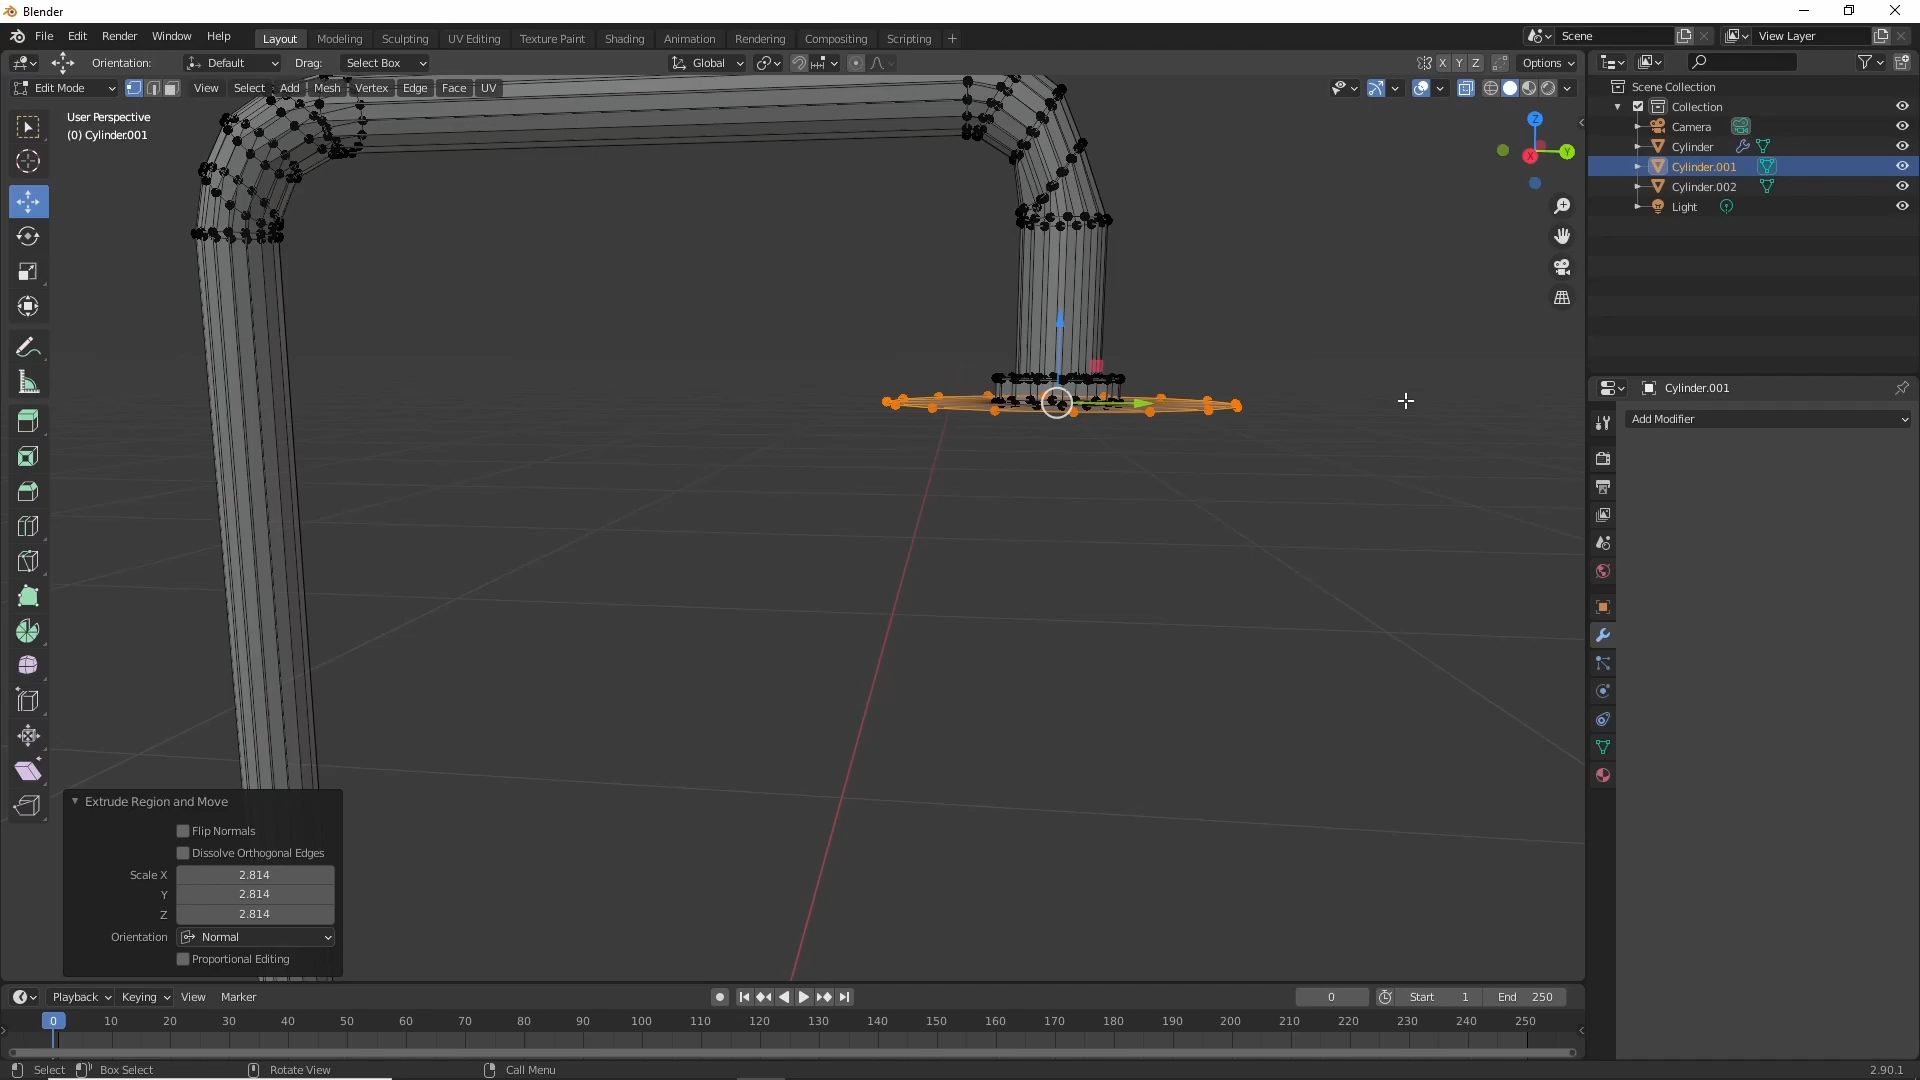 Blender
File Edit Render Window Help Layout Modeling Sculpting UV Editing Texture Paint Shading Animation Rendering Compositing Scripting + Scene View Layer
Orientation: Default Drag: Select Box Global X Y Z Options
Edit Mode View Select Add Mesh Vertex Edge Face UV
User Perspective
(0) Cylinder.001
Z
Y
X
Scene Collection
Collection
Camera
Cylinder
Cylinder.001
Cylinder.002
Light
Cylinder.001
Add Modifier
Extrude Region and Move
Flip Normals
Dissolve Orthogonal Edges
Scale X 2.814
Y 2.814
Z 2.814
Orientation Normal
Proportional Editing
Playback Keying View Marker 0 Start 1 End 250
0 10 20 30 40 50 60 70 80 90 100 110 120 130 140 150 160 170 180 190 200 210 220 230 240 250
Select Box Select Rotate View Call Menu 2.90.1